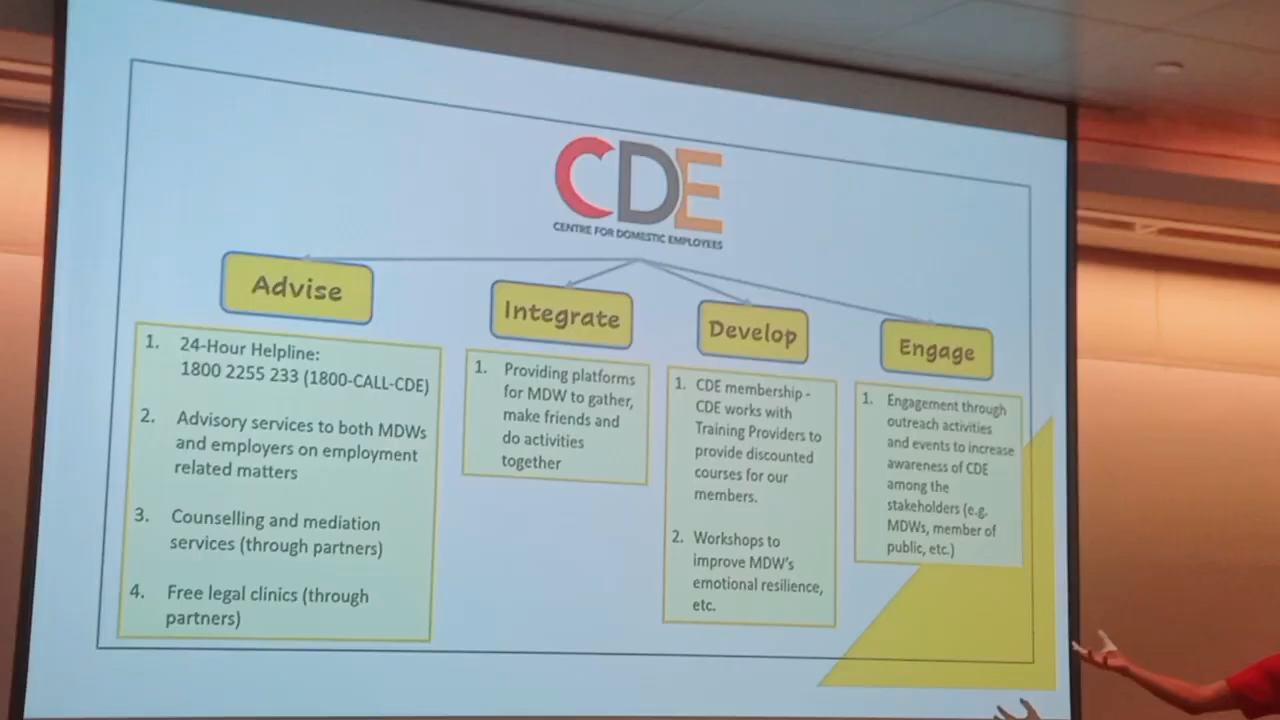 CDE
CENTRE FOR DOMESTIC EMPLOYEES
Advise
1. 24-Hour Helpline:
1800 2255 233 (1800-CALL-CDE)
2. Advisory services to both MDWs
and employers on employment
related matters
3. Counselling and mediation
services (through partners)
4. Free legal clinics (through
partners)
Integrate
1. Providing platforms
for MDW to gather,
make friends and
do activities
together
Develop
1. CDE membership -
CDE works with
Training Providers to
provide discounted
courses for our
members.
2. Workshops to
improve MDW's
emotional resilience,
etc.
Engage
1. Engagement through
outreach activities
and events to increase
awareness of CDE
among the
stakeholders (e.g.
MDWs, member of
public, etc.)